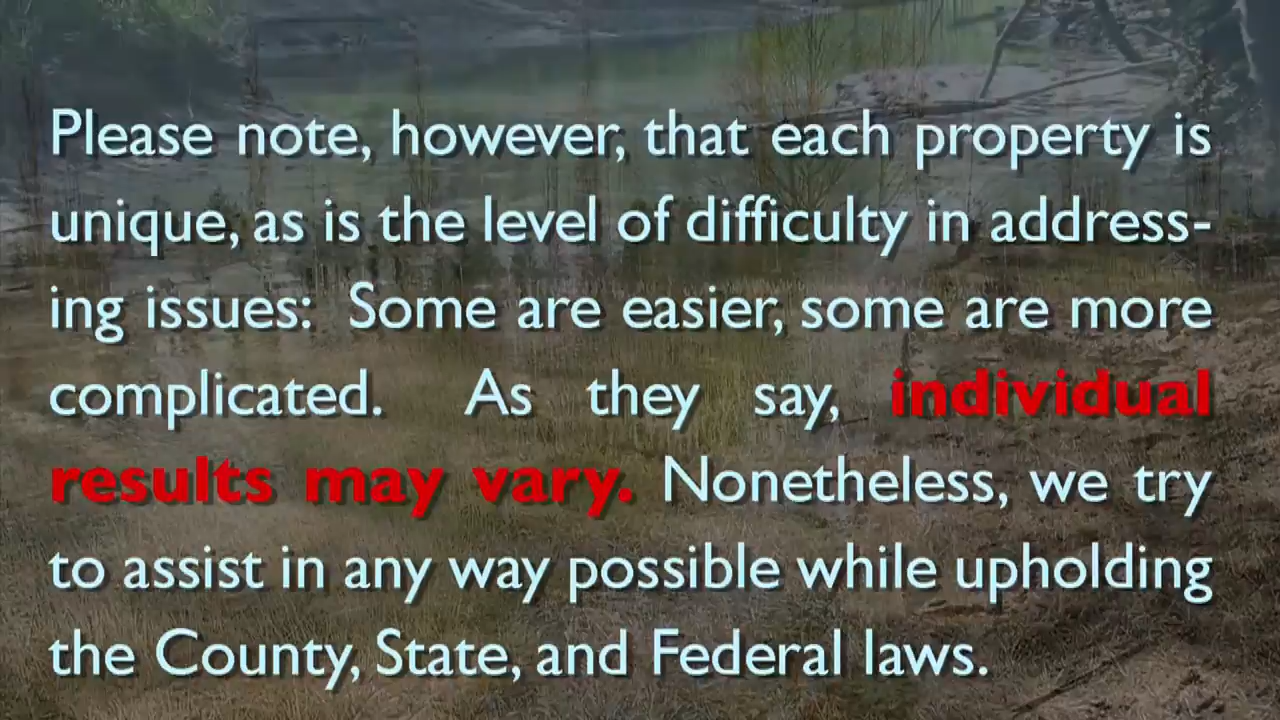 Please note, however, that each property is
unique, as is the level of difficulty in address-
ing issues: Some are easier, some are more
complicated. As they say, individual
results may vary. Nonetheless, we try
to assist in any way possible while upholding
the County, State, and Federal laws.